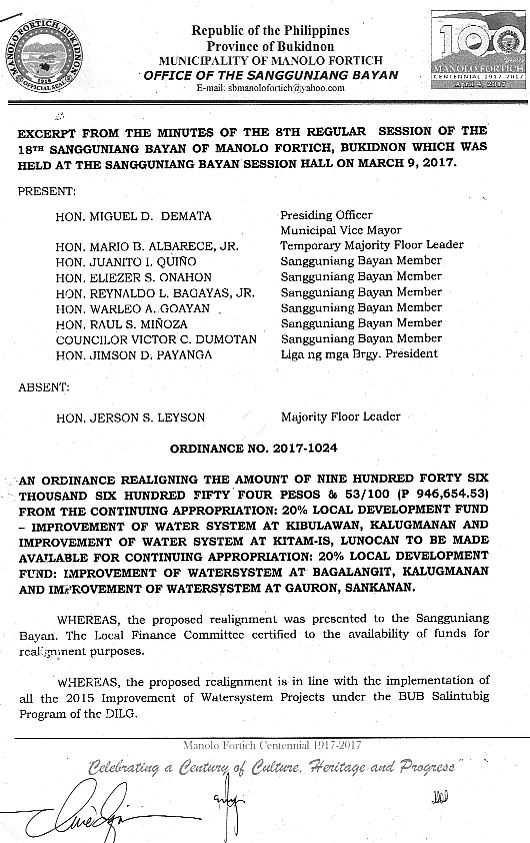 Republic of the Philippines
Province of Bukidnon
MUNICIPALITY OF MANOLO FORTICH
OFFICE OF THE SANGGUNIANG BAYAN
E-mail: sbmanolofortich@yahoo.com
MANOLO FORTICH, BUKIDNON
1914
OFFICIAL SEAL
100
MANOLO FORTICH
CENTENNIAL 1917-2017
EXCERPT FROM THE MINUTES OF THE 8TH REGULAR SESSION OF THE
18TH SANGGUNIANG BAYAN OF MANOLO FORTICH, BUKIDNON WHICH WAS
HELD AT THE SANGGUNIANG BAYAN SESSION HALL ON MARCH 9, 2017.
PRESENT:
HON. MIGUEL D. DEMATA Presiding Officer
Municipal Vice Mayor
HON. MARIO B. ALBARECE, JR. Temporary Majority Floor Leader
HON. JUANITO I. QUIÑO Sangguniang Bayan Member
HON. ELIEZER S. ONAHON Sangguniang Bayan Member
HON. REYNALDO L. BAGAYAS, JR. Sangguniang Bayan Member
HON. WARLEO A. GOAYAN Sangguniang Bayan Member
HON. RAUL S. MIÑOZA Sangguniang Bayan Member
COUNCILOR VICTOR C. DUMOTAN Sangguniang Bayan Member
HON. JIMSON D. PAYANGA Liga ng mga Brgy. President
ABSENT:
HON. JERSON S. LEYSON Majority Floor Leader
ORDINANCE NO. 2017-1024
AN ORDINANCE REALIGNING THE AMOUNT OF NINE HUNDRED FORTY SIX
THOUSAND SIX HUNDRED FIFTY FOUR PESOS & 53/100 (P 946,654.53)
FROM THE CONTINUING APPROPRIATION: 20% LOCAL DEVELOPMENT FUND
– IMPROVEMENT OF WATER SYSTEM AT KIBULAWAN, KALUGMANAN AND
IMPROVEMENT OF WATER SYSTEM AT KITAM-IS, LUNOCAN TO BE MADE
AVAILABLE FOR CONTINUING APPROPRIATION: 20% LOCAL DEVELOPMENT
FUND: IMPROVEMENT OF WATERSYSTEM AT BAGALANGIT, KALUGMANAN
AND IMPROVEMENT OF WATERSYSTEM AT GAURON, SANKANAN.
WHEREAS, the proposed realignment was presented to the Sangguniang
Bayan. The Local Finance Committee certified to the availability of funds for
realignment purposes.
WHEREAS, the proposed realignment is in line with the implementation of
all the 2015 Improvement of Watersystem Projects under the BUB Salintubig
Program of the DILG.
Manolo Fortich Centennial 1917-2017
"Celebrating a Century of Culture, Heritage and Progress"